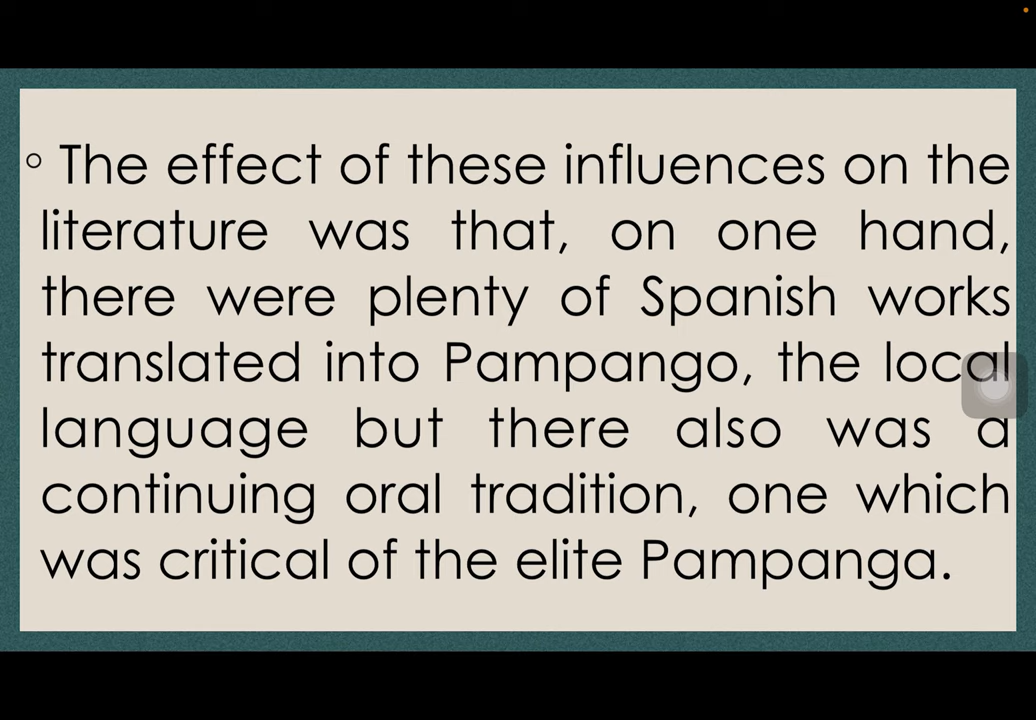 ◦ The effect of these influences on the
literature was that, on one hand,
there were plenty of Spanish works
translated into Pampango, the local
language but there also was a
continuing oral tradition, one which
was critical of the elite Pampanga.